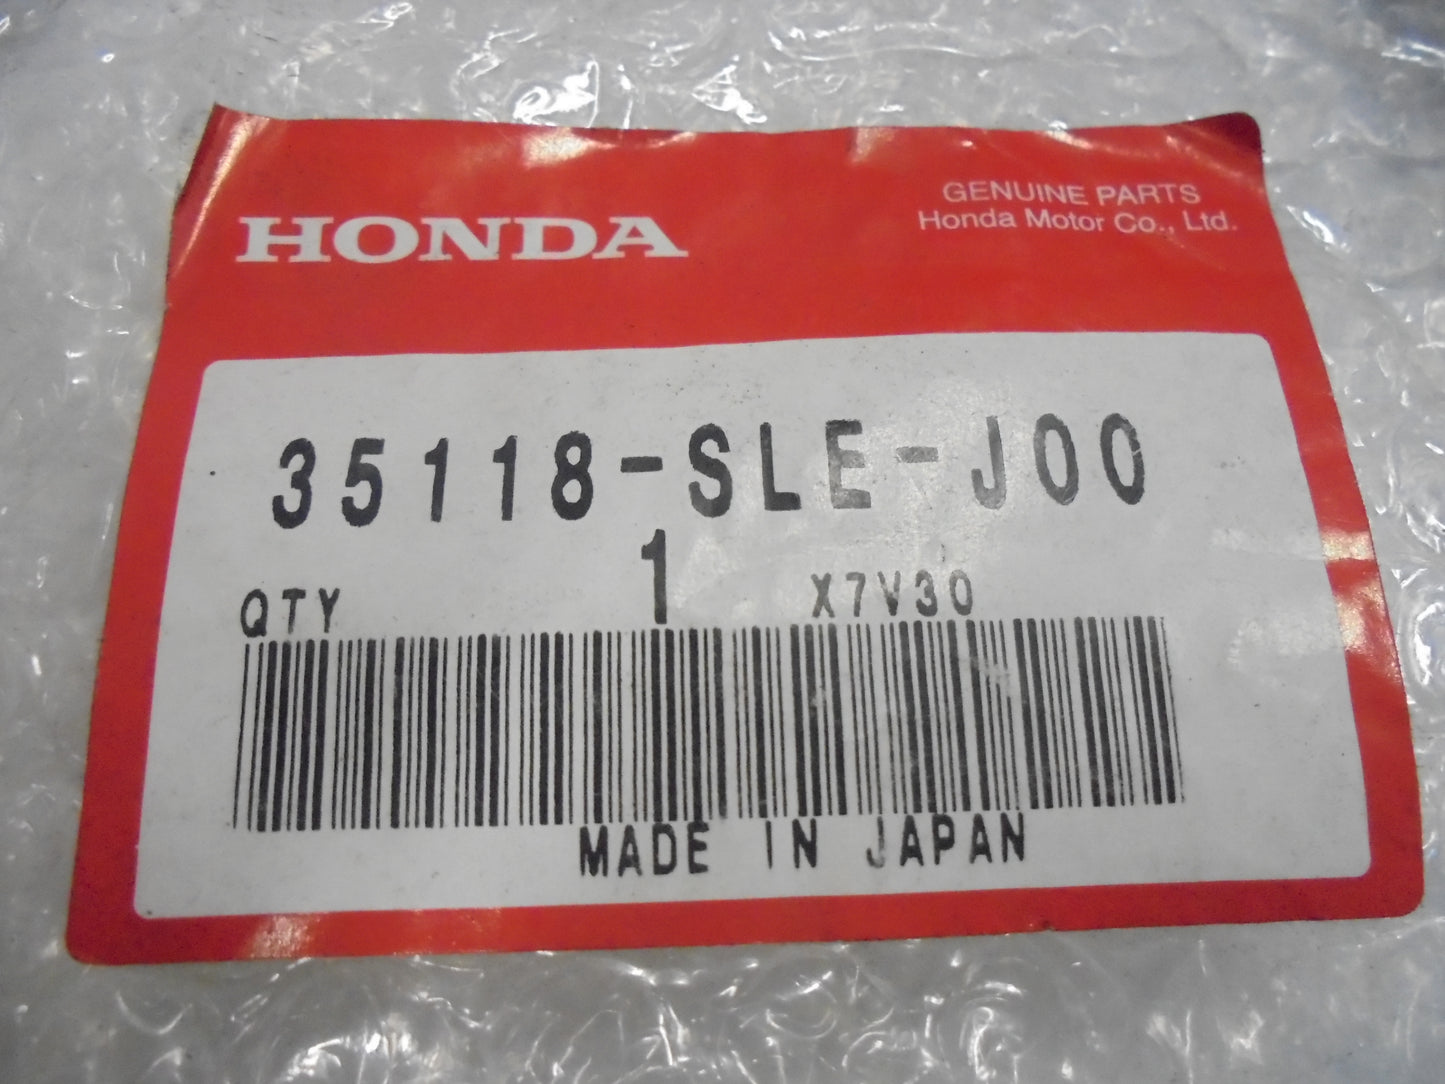 HONDA
GENUINE PARTS
Honda Motor Co., Ltd.
35118-SLE-J00
QTY 1 X7V30
MADE IN JAPAN